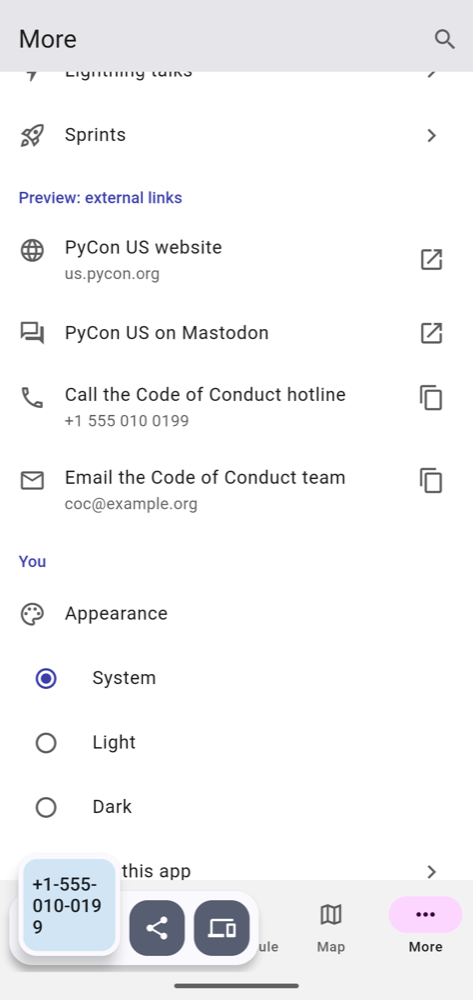 More
Lightning talks
Sprints
Preview: external links
PyCon US website
us.pycon.org
PyCon US on Mastodon
Call the Code of Conduct hotline
+1 555 010 0199
Email the Code of Conduct team
coc@example.org
You
Appearance
System
Light
Dark
this app
+1-555-
010-019
9
Map
More